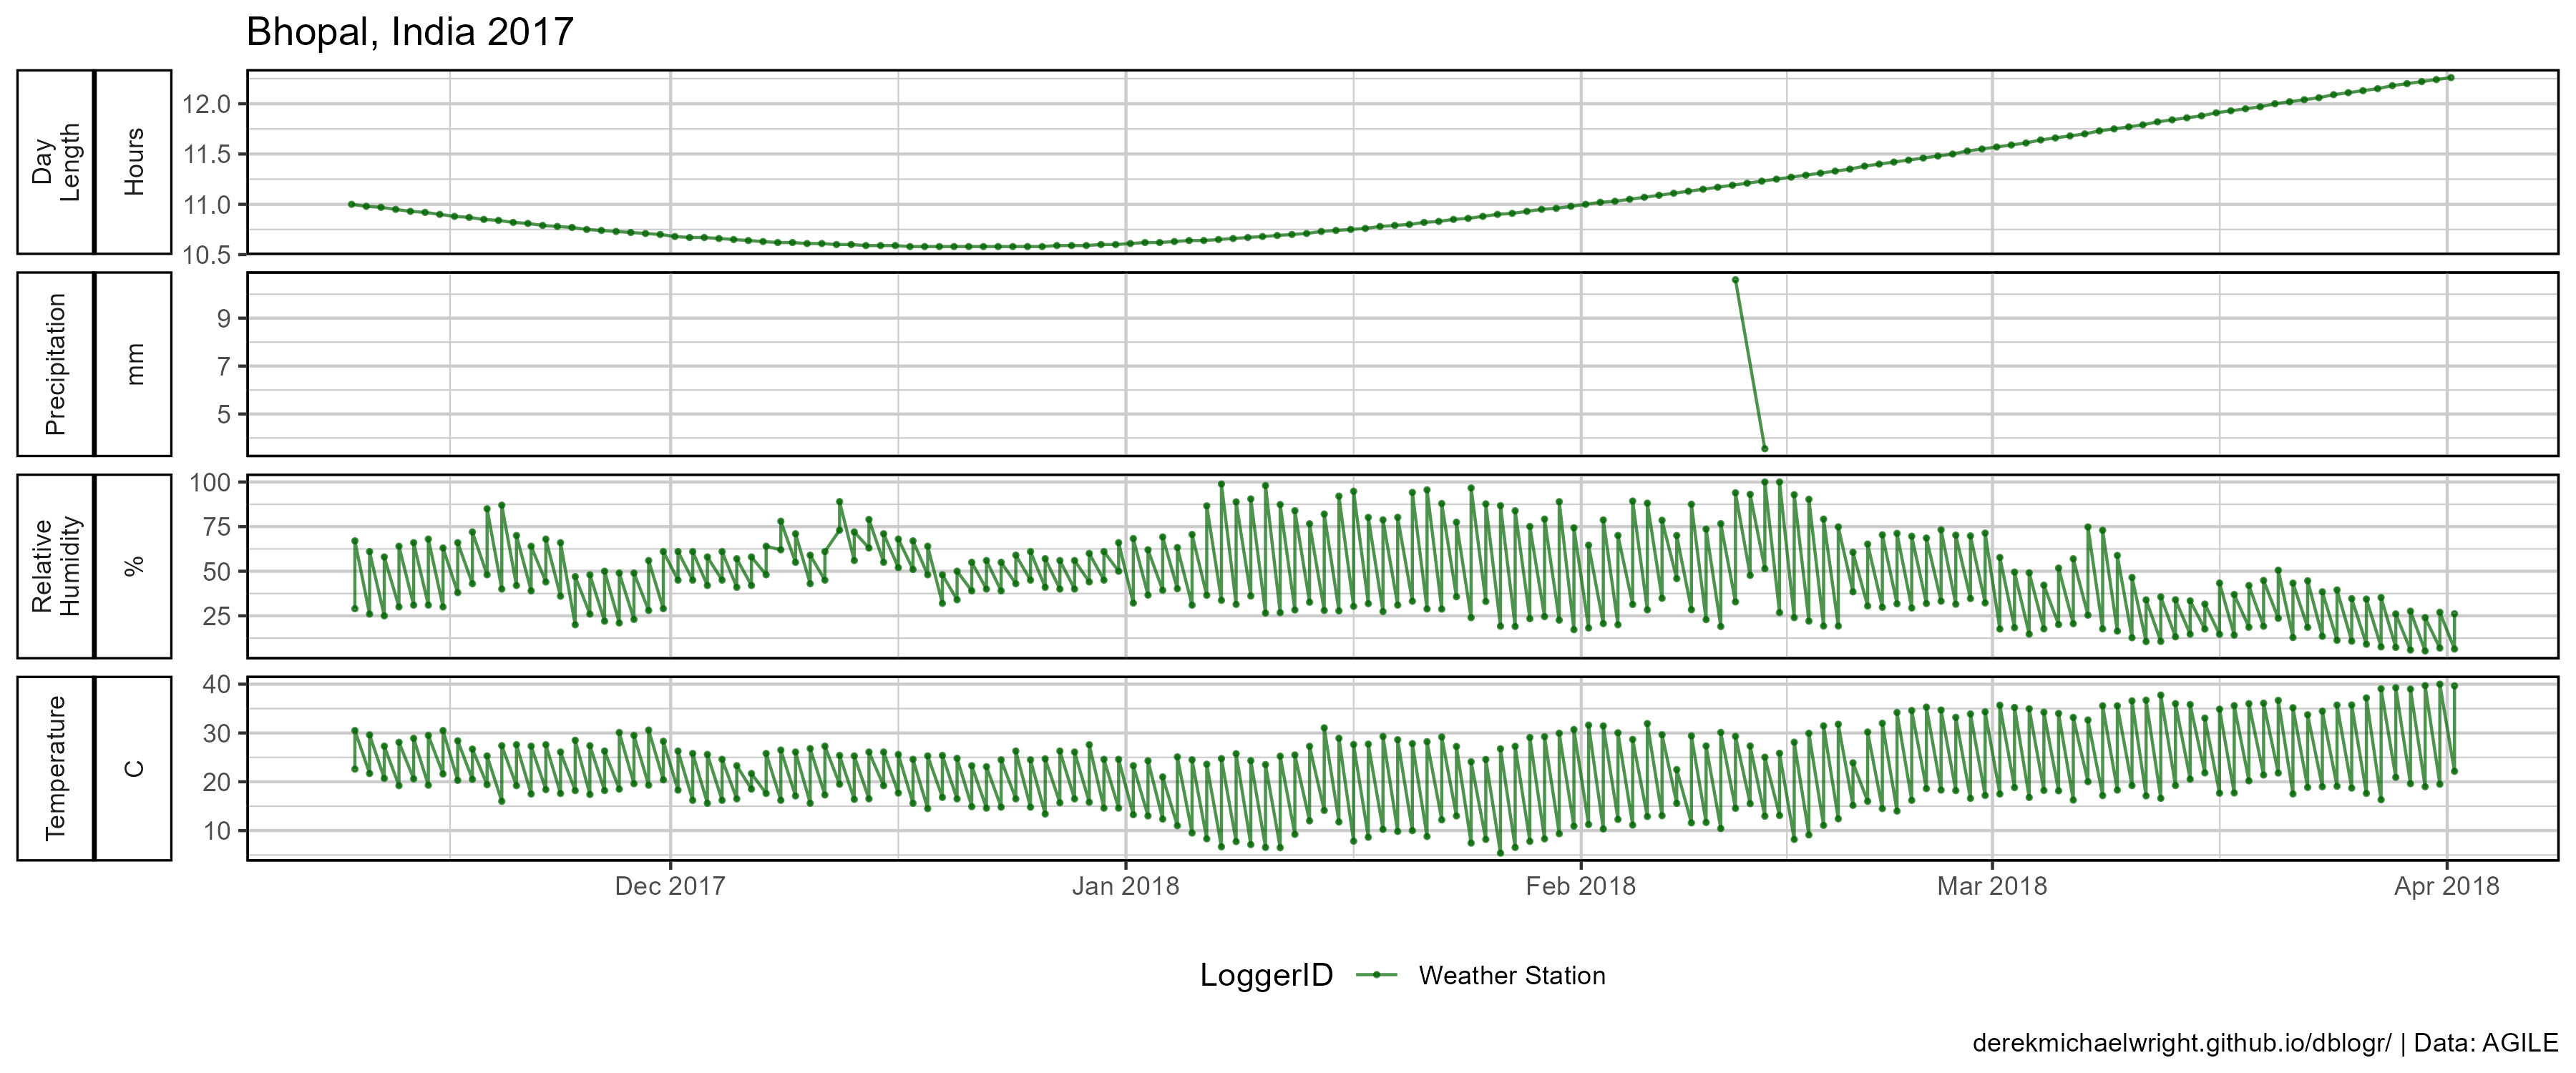 Bhopal, India 2017
Day
Length
Hours
12.0
11.5
11.0
10.5
Precipitation
mm
9
7
5
Relative
Humidity
%
100
75
50
25
Temperature
C
40
30
20
10
Dec 2017
Jan 2018
Feb 2018
Mar 2018
Apr 2018
LoggerID
Weather Station
derekmichaelwright.github.io/dblogr/ | Data: AGILE